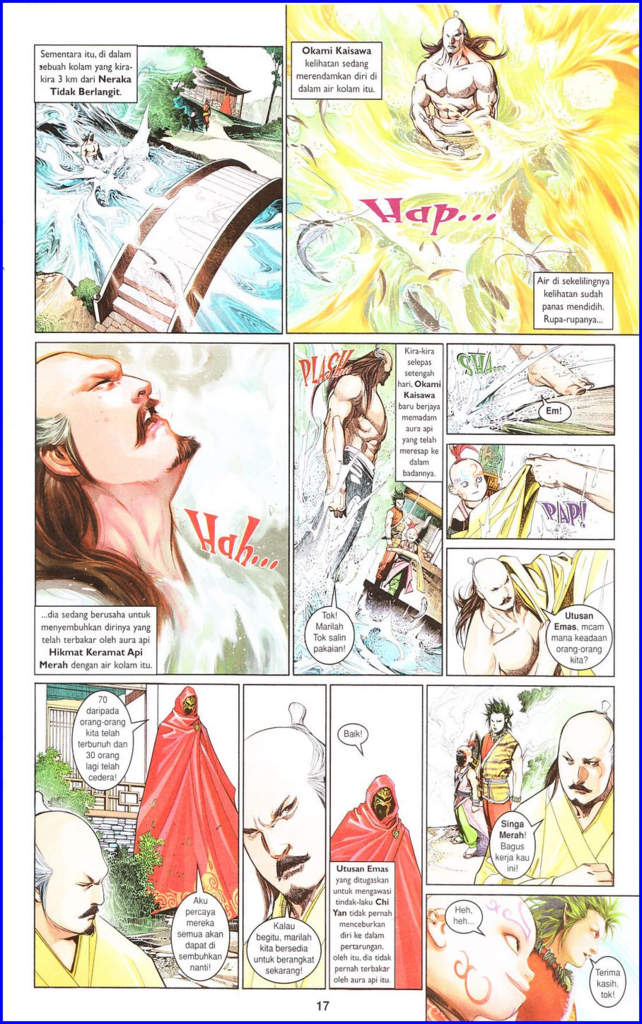 Sementara itu, di dalam
sebuah kolam yang kira-
kira 3 km dari Neraka
Tidak Berlangit.
Okami Kaisawa
kelihatan sedang
merendamkan diri di
dalam air kolam itu.
Hap...
Air di sekelilingnya
kelihatan sudah
panas mendidih.
Rupa-rupanya...
Hah...
...dia sedang berusaha untuk
menyembuhkan dirinya yang
telah terbakar oleh aura api
Hikmat Keramat Api
Merah dengan air kolam itu.
PLASH...
Kira-kira
selepas
setengah
hari, Okami
Kaisawa
baru berjaya
memadam
aura api
yang telah
meresap ke
dalam
badannya.
Tok!
Marilah
Tok salin
pakaian!
SHA...
Em!
PAP!
Utusan
Emas, mcam
mana keadaan
orang-orang
kita?
70
daripada
orang-orang
kita telah
terbunuh dan
30 orang
lagi telah
cedera!
Aku
percaya
mereka
semua akan
dapat di
sembuhkan
nanti!
Kalau
begitu, marilah
kita bersedia
untuk berangkat
sekarang!
Baik!
Utusan Emas
yang ditugaskan
untuk mengawasi
tindak-laku Chi
Yan tidak pernah
menceburkan
diri ke dalam
pertarungan.
oleh itu, dia tidak
pernah terbakar
oleh aura api itu.
Singa
Merah!
Bagus
kerja kau
ini!
Heh,
heh...
Terima
kasih,
tok!
17